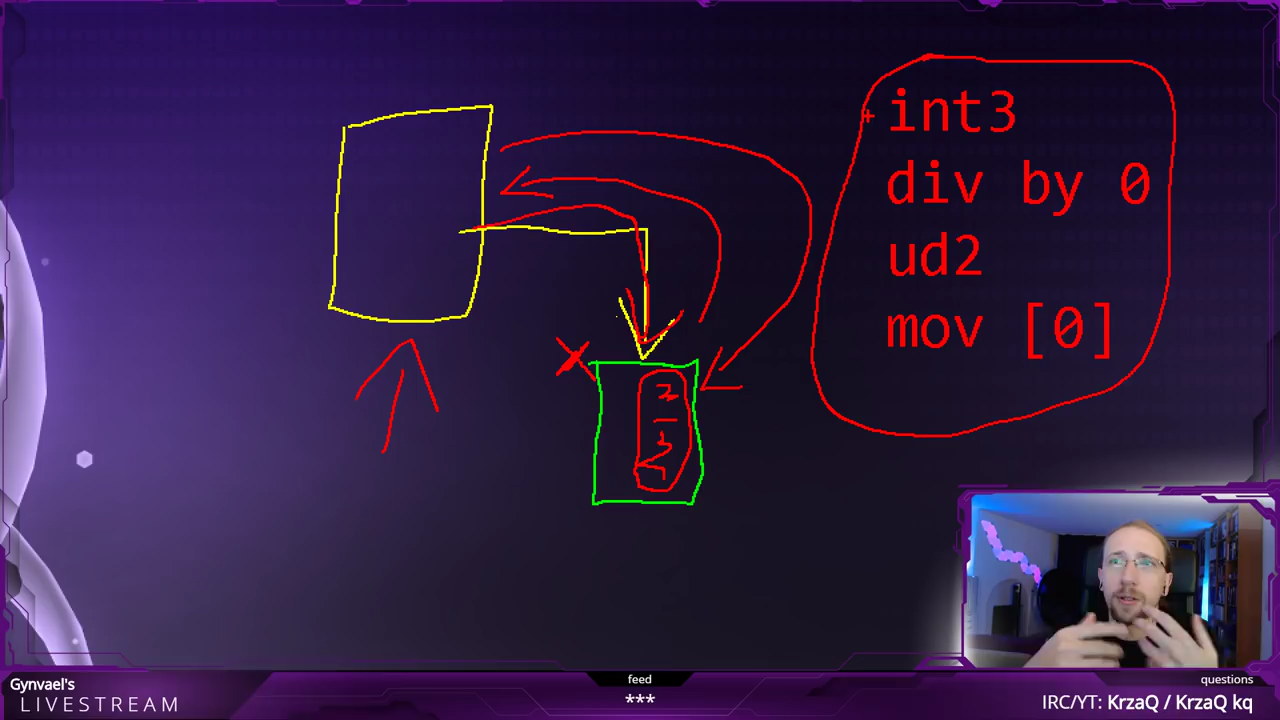 int3
div by 0
ud2
mov [0]
Gynvael's
LIVESTREAM
feed
***
questions
IRC/YT: KrzaQ / KrzaQ kq